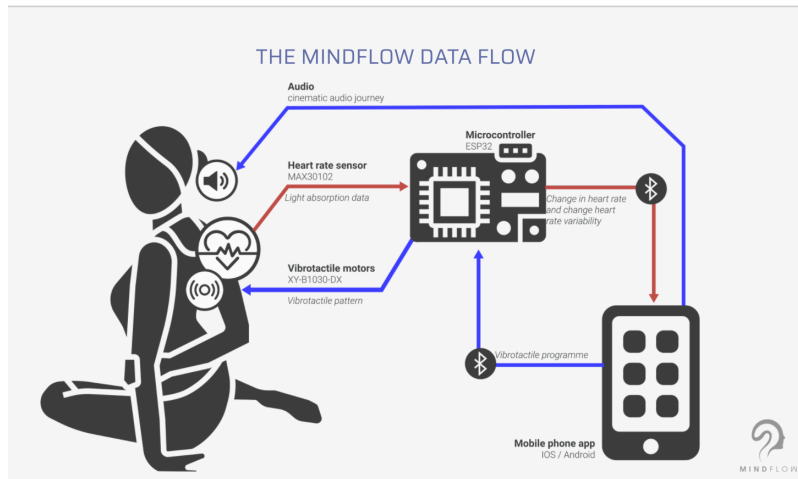 THE MINDFLOW DATA FLOW
Audio
cinematic audio journey
Microcontroller
ESP32
Heart rate sensor
MAX30102
Light absorption data
Change in heart rate
and change heart
rate variability
Vibrotactile motors
XY-B1030-DX
Vibrotactile pattern
Vibrotactile programme
Mobile phone app
IOS / Android
MINDFLOW